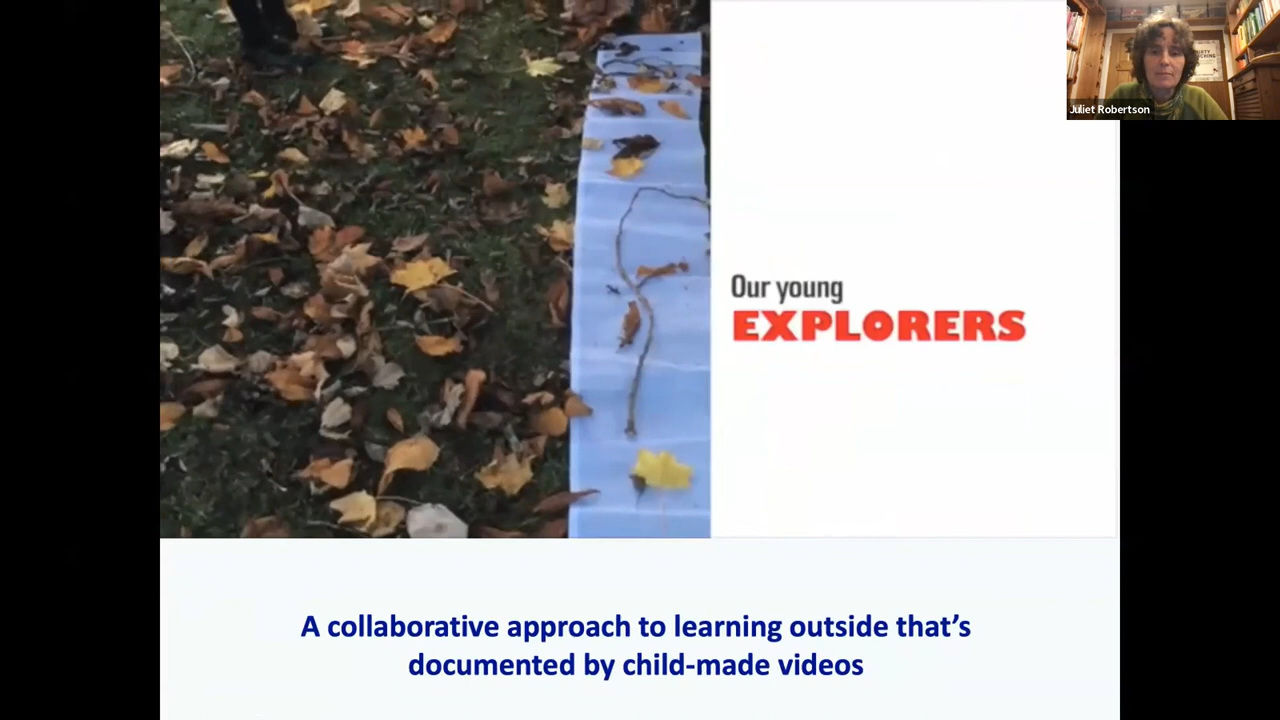 Juliet Robertson
Our young
EXPLORERS
A collaborative approach to learning outside that's
documented by child-made videos